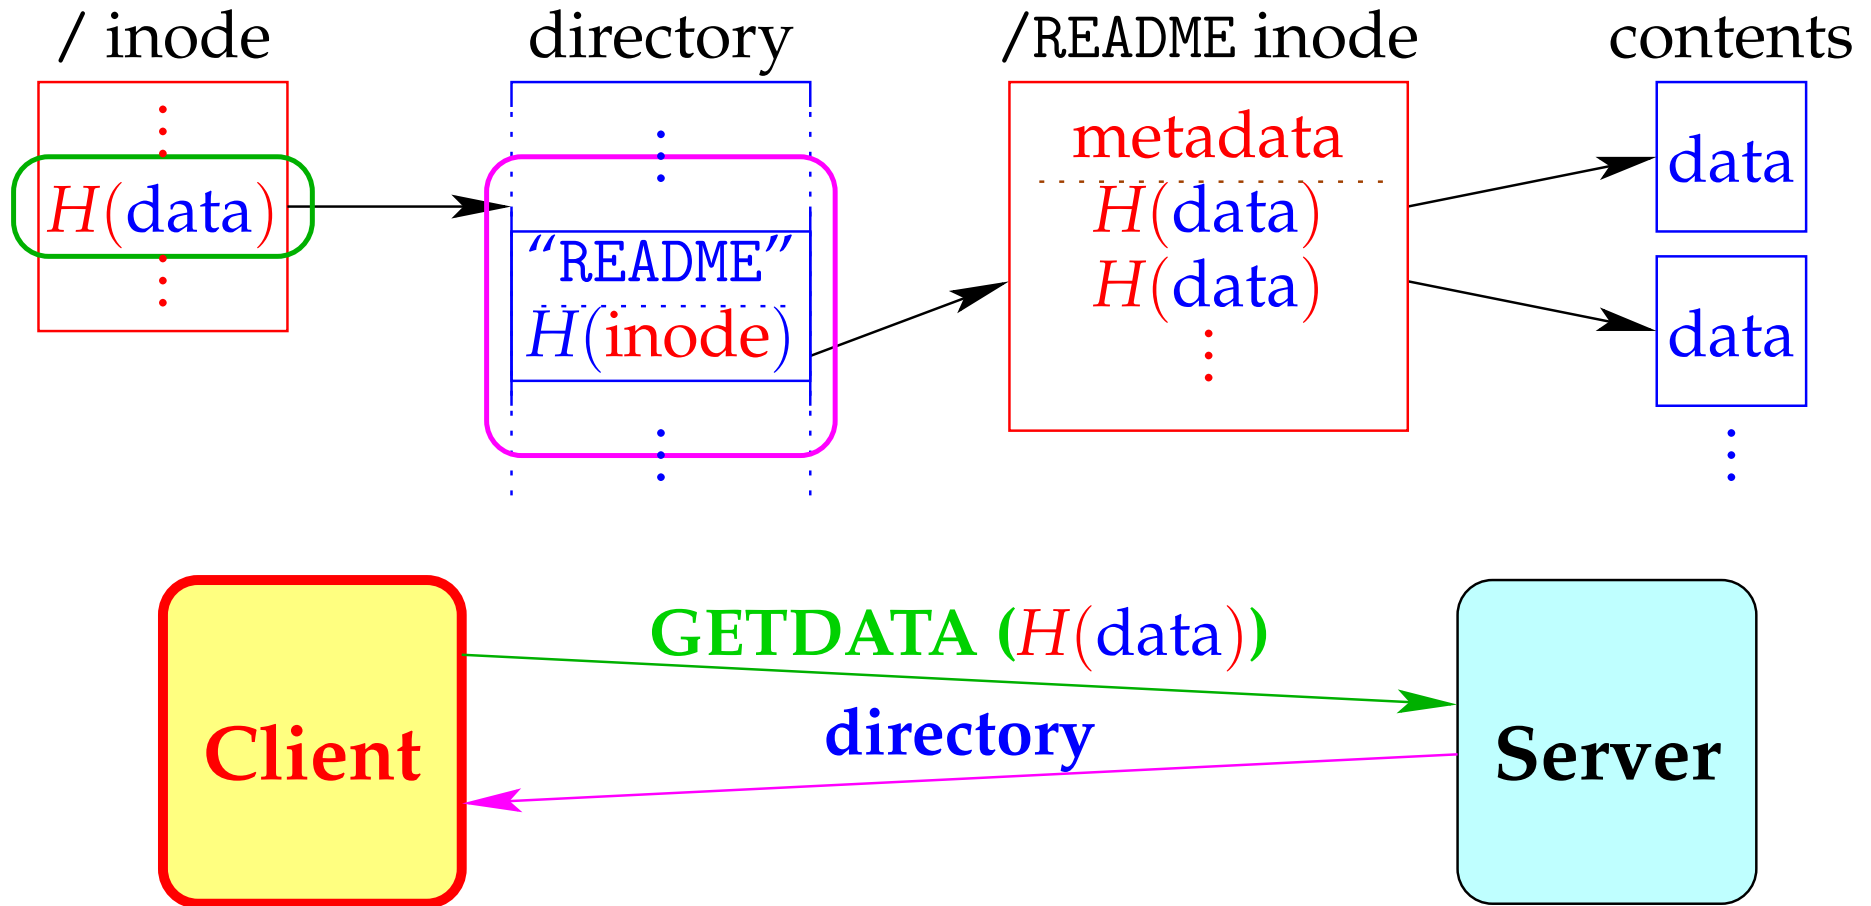 / inode
directory
/README inode
contents
H(data)
“README”
H(inode)
metadata
H(data)
H(data)
data
data
GETDATA (H(data))
directory
Client
Server